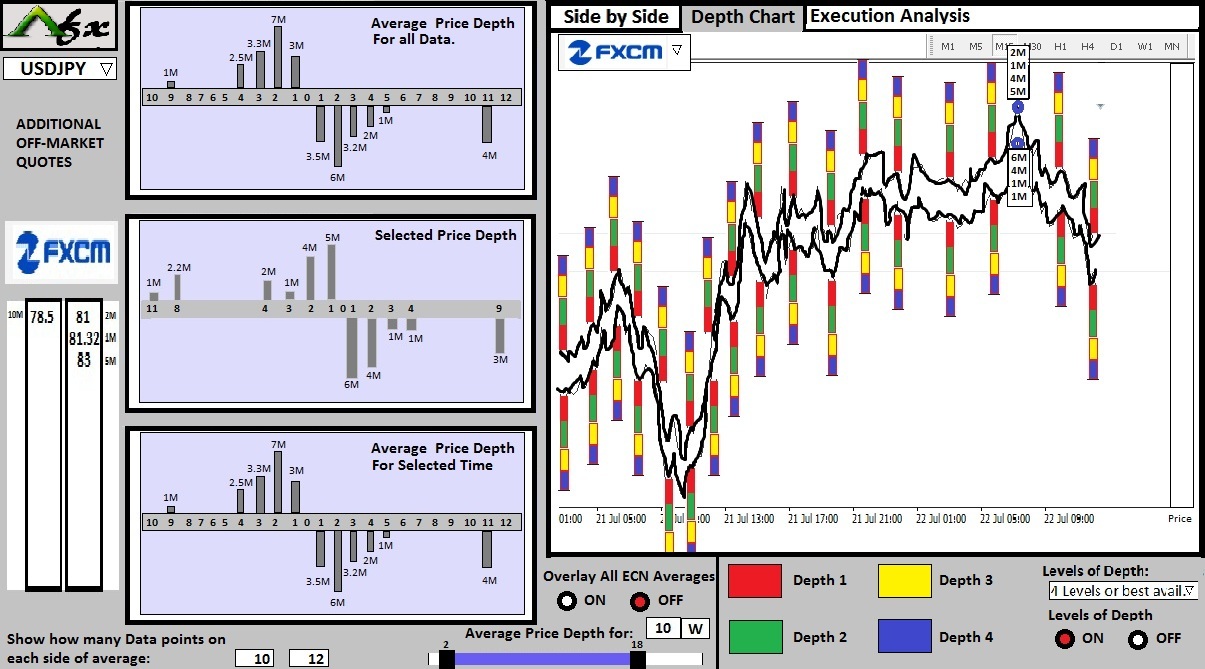 Afx
USDJPY
ADDITIONAL
OFF-MARKET
QUOTES
FXCM
10M 78.5 81 2M
81.32 1M
83 5M
Average Price Depth
For all Data.
7M
3.3M 3M
2.5M
1M
10 9 8 7 6 5 4 3 2 1 0 1 2 3 4 5 6 7 8 9 10 11 12
1M
2M
3.2M
3.5M 4M
6M
Selected Price Depth
5M
4M
2.2M 2M
1M 1M
11 8 4 3 2 1 0 1 2 3 4 9
1M 1M
3M
4M
6M
Average Price Depth
For Selected Time
7M
3.3M 3M
2.5M
1M
10 9 8 7 6 5 4 3 2 1 0 1 2 3 4 5 6 7 8 9 10 11 12
1M
2M
3.2M
3.5M 4M
6M
Show how many Data points on
each side of average: 10 12
Side by Side Depth Chart Execution Analysis
FXCM
M1 M5 M15 M30 H1 H4 D1 W1 MN
2M
1M
4M
5M
6M
4M
1M
1M
01:00 21 Jul 05:00 21 Jul 13:00 21 Jul 17:00 21 Jul 21:00 22 Jul 01:00 22 Jul 05:00 22 Jul 09:00 Price
Overlay All ECN Averages
ON OFF
Average Price Depth for: 10 W
2 18
Depth 1 Depth 3
Depth 2 Depth 4
Levels of Depth:
4 Levels or best avail.
Levels of Depth
ON OFF